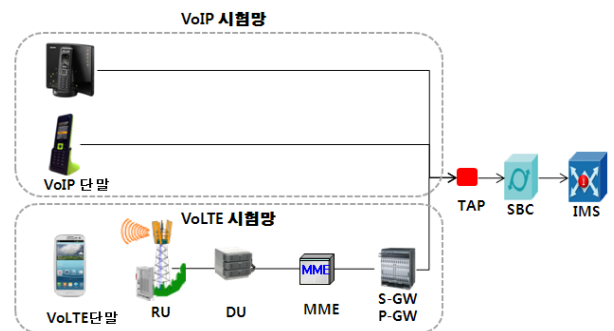 VoIP 시험망
VoIP 단말
TAP
SBC
IMS
VoLTE 시험망
MME
VoLTE단말
RU
DU
MME
S-GW
P-GW